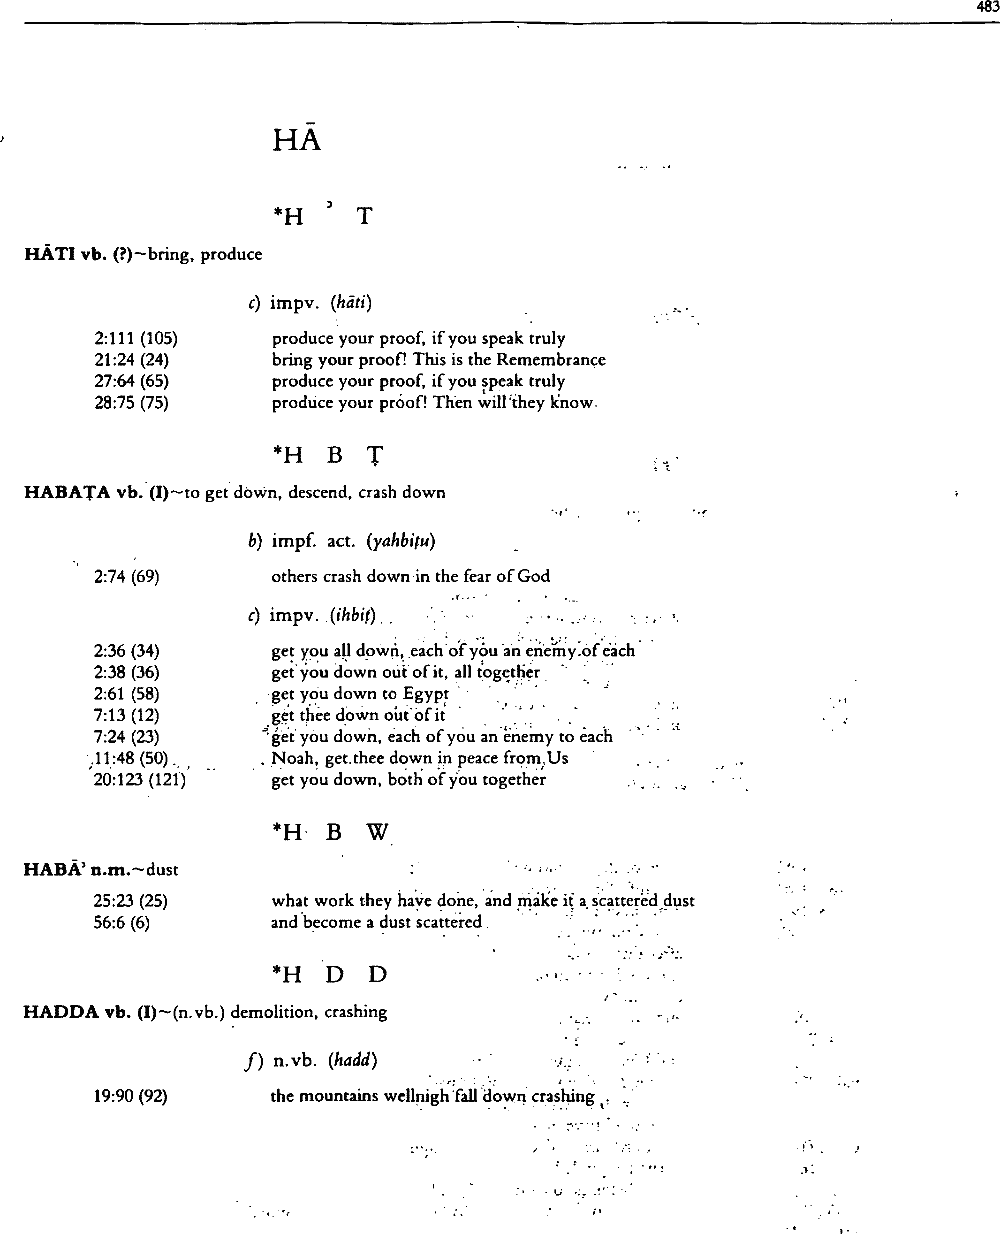 483
HĀ
*H ʾ T
HĀTI vb. (?)~bring, produce
c) impv. (hāti)
2:111 (105) produce your proof, if you speak truly
21:24 (24) bring your proof! This is the Remembrance
27:64 (65) produce your proof, if you speak truly
28:75 (75) produce your proof! Then will they know
*H B Ṭ
HABAṬA vb. (I)~to get down, descend, crash down
b) impf. act. (yahbiṭu)
2:74 (69) others crash down in the fear of God
c) impv. (ihbiṭ)
2:36 (34) get you all down, each of you an enemy of each
2:38 (36) get you down out of it, all together
2:61 (58) get you down to Egypt
7:13 (12) get thee down out of it
7:24 (23) get you down, each of you an enemy to each
11:48 (50) Noah, get thee down in peace from Us
20:123 (121) get you down, both of you together
*H B W
HABĀʾ n.m.~dust
25:23 (25) what work they have done, and make it a scattered dust
56:6 (6) and become a dust scattered
*H D D
HADDA vb. (I)~(n.vb.) demolition, crashing
f) n.vb. (hadd)
19:90 (92) the mountains wellnigh fall down crashing